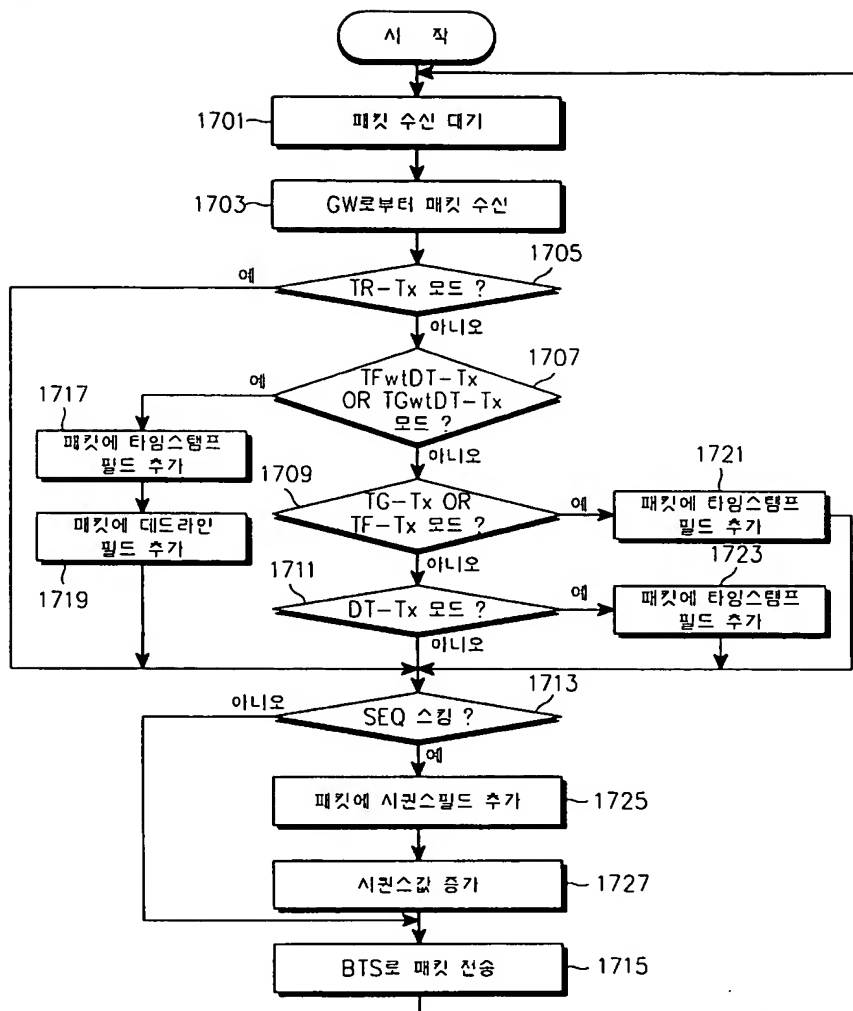 시 작
1701
패킷 수신 대기
1703
GW로부터 패킷 수신
1705
예
TR-Tx 모드 ?
아니오
1707
TFwtDT-Tx
OR TGwtDT-Tx
모드 ?
예
1717
패킷에 타임스탬프
필드 추가
아니오
1709
TG-Tx OR
TF-Tx 모드 ?
예
1721
패킷에 타임스탬프
필드 추가
패킷에 데드라인
필드 추가
1719
아니오
1711
DT-Tx 모드 ?
예
1723
패킷에 타임스탬프
필드 추가
아니오
1713
아니오
SEQ 스킴 ?
예
패킷에 시퀀스필드 추가
1725
시퀀스값 증가
1727
BTS로 패킷 전송
1715